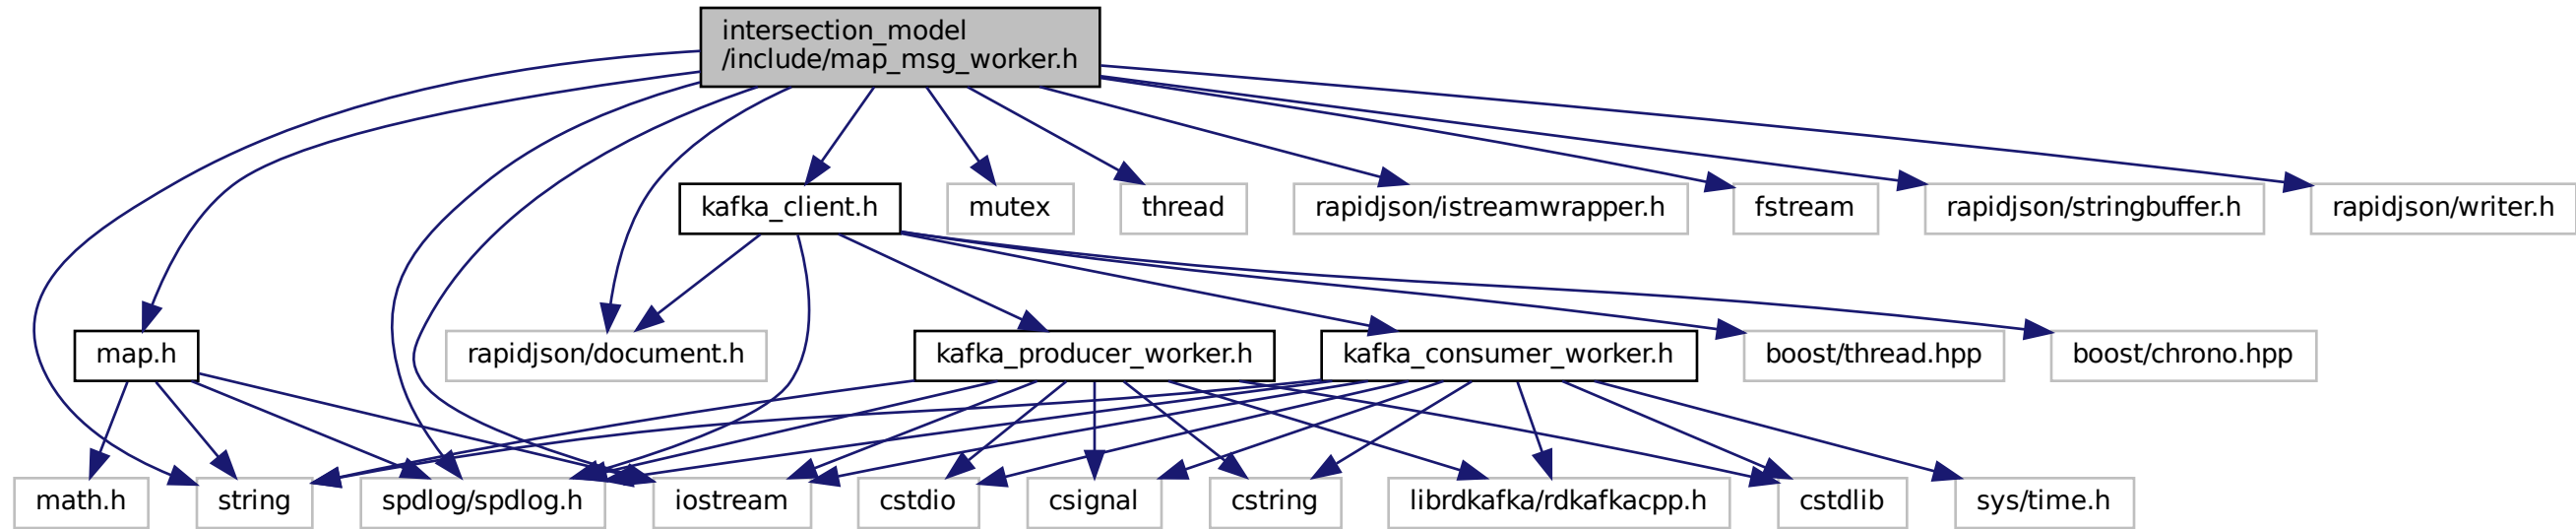 intersection_model
/include/map_msg_worker.h
kafka_client.h
mutex
thread
rapidjson/istreamwrapper.h
fstream
rapidjson/stringbuffer.h
rapidjson/writer.h
map.h
rapidjson/document.h
kafka_producer_worker.h
kafka_consumer_worker.h
boost/thread.hpp
boost/chrono.hpp
math.h
string
spdlog/spdlog.h
iostream
cstdio
csignal
cstring
librdkafka/rdkafkacpp.h
cstdlib
sys/time.h